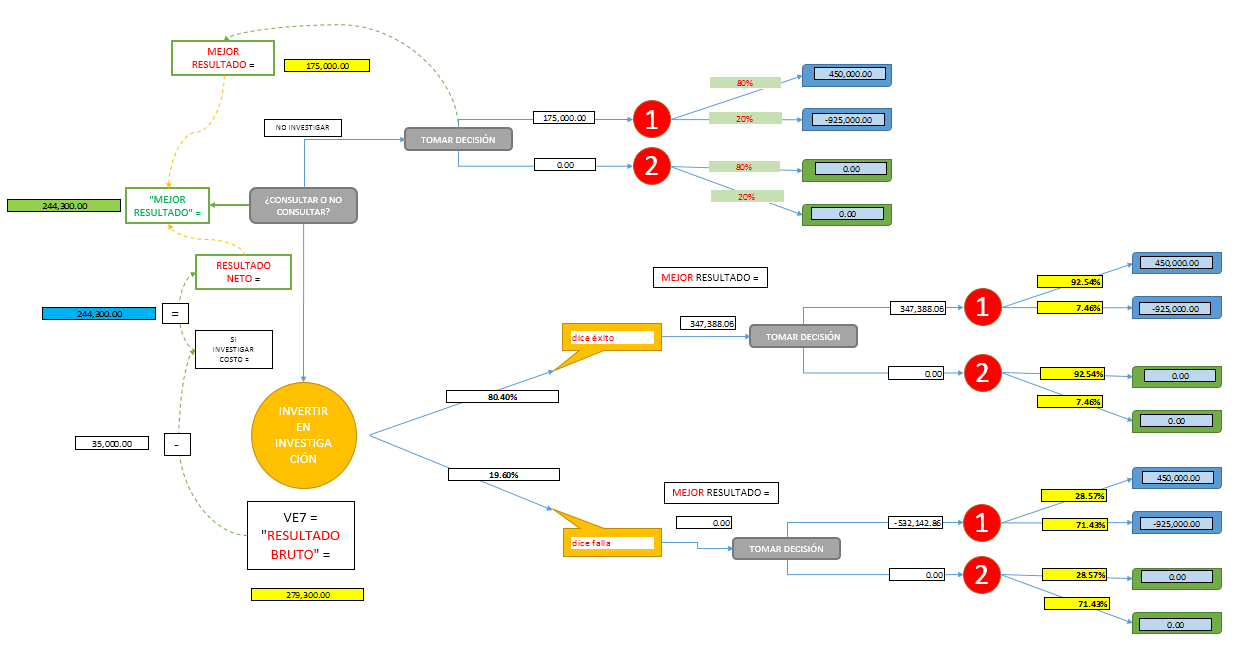 MEJOR
RESULTADO =
175,000.00
NO INVESTIGAR
TOMAR DECISIÓN
175,000.00
0.00
1
2
80%
20%
80%
20%
450,000.00
-925,000.00
0.00
0.00
244,300.00
"MEJOR
RESULTADO" =
¿CONSULTAR O NO
CONSULTAR?
RESULTADO
NETO =
244,300.00
=
SI
INVESTIGAR
COSTO =
35,000.00
-
INVERTIR
EN
INVESTIGA
CIÓN
VE7 =
"RESULTADO
BRUTO" =
279,300.00
80.40%
19.60%
dice éxito
MEJOR RESULTADO =
347,388.06
TOMAR DECISIÓN
347,388.06
0.00
1
2
92.54%
7.46%
92.54%
7.46%
450,000.00
-925,000.00
0.00
0.00
dice falla
MEJOR RESULTADO =
0.00
TOMAR DECISIÓN
-532,142.86
0.00
1
2
28.57%
71.43%
28.57%
71.43%
450,000.00
-925,000.00
0.00
0.00